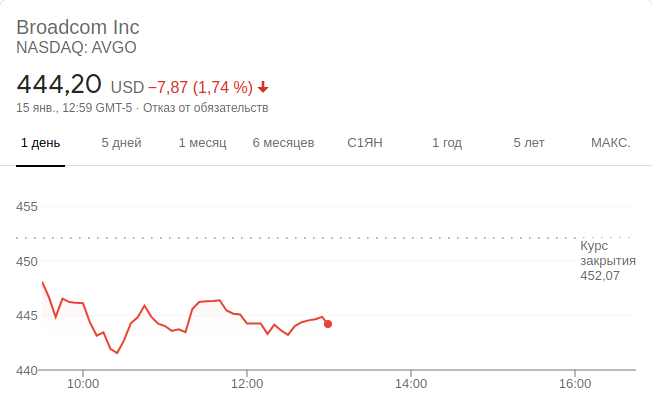 Broadcom Inc
NASDAQ: AVGO
444,20 USD −7,87 (1,74 %)
15 янв., 12:59 GMT-5 · Отказ от обязательств
1 день 5 дней 1 месяц 6 месяцев С1ЯН 1 год 5 лет МАКС.
455
Курс
закрытия
452,07
450
445
440
10:00 12:00 14:00 16:00